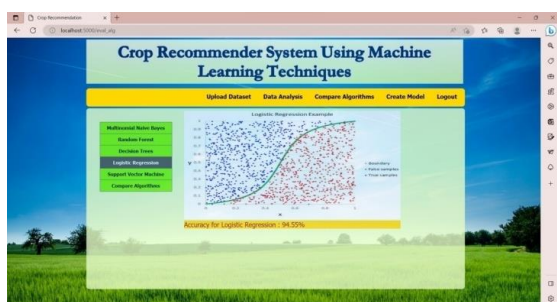 Crop Recommendation
localhost:5000/eval_alg
Crop Recommender System Using Machine
Learning Techniques
Upload Dataset Data Analysis Compare Algorithms Create Model Logout
Multinomial Naive Bayes
Random Forest
Decision Trees
Logistic Regression
Support Vector Machine
Compare Algorithms
Logistic Regression Example
Boundary
False samples
True samples
Accuracy for Logistic Regression : 94.55%